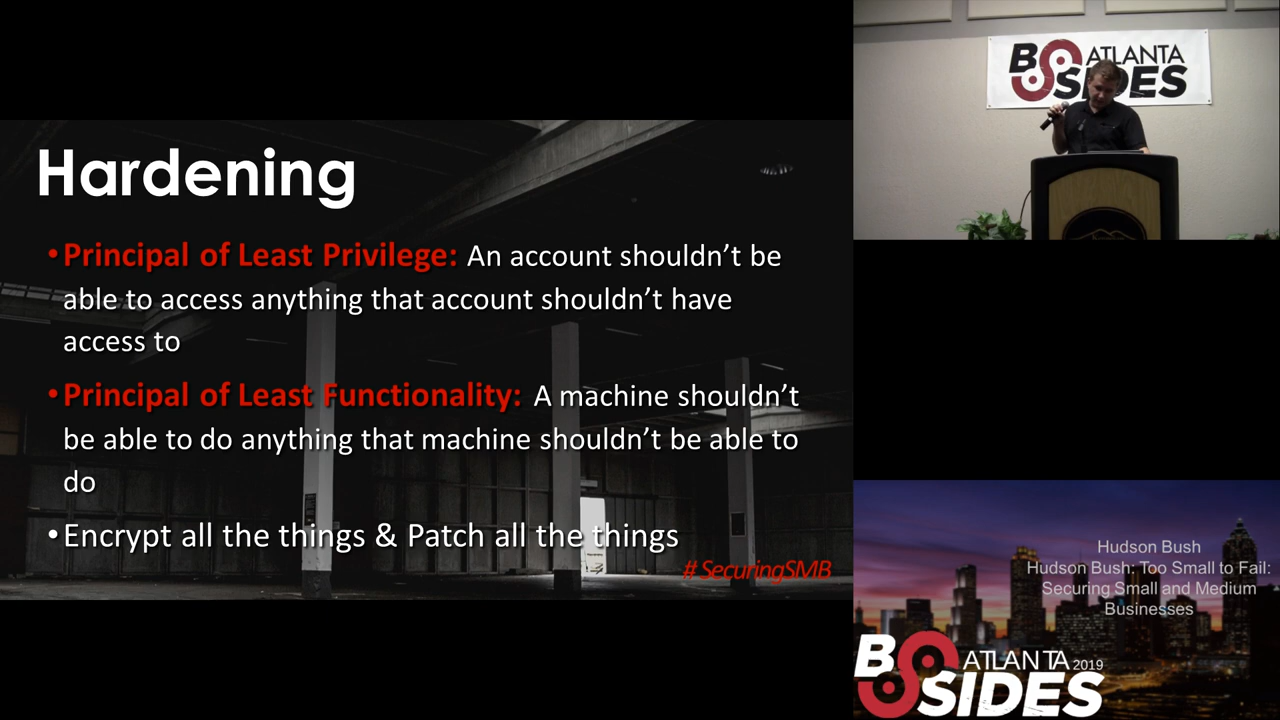 Hardening
•Principal of Least Privilege: An account shouldn't be
able to access anything that account shouldn't have
access to
•Principal of Least Functionality: A machine shouldn't
be able to do anything that machine shouldn't be able to
do
•Encrypt all the things & Patch all the things
#SecuringSMB
BSIDES ATLANTA
Hudson Bush
Hudson Bush: Too Small to Fail:
Securing Small and Medium
Businesses
BSIDES ATLANTA 2019